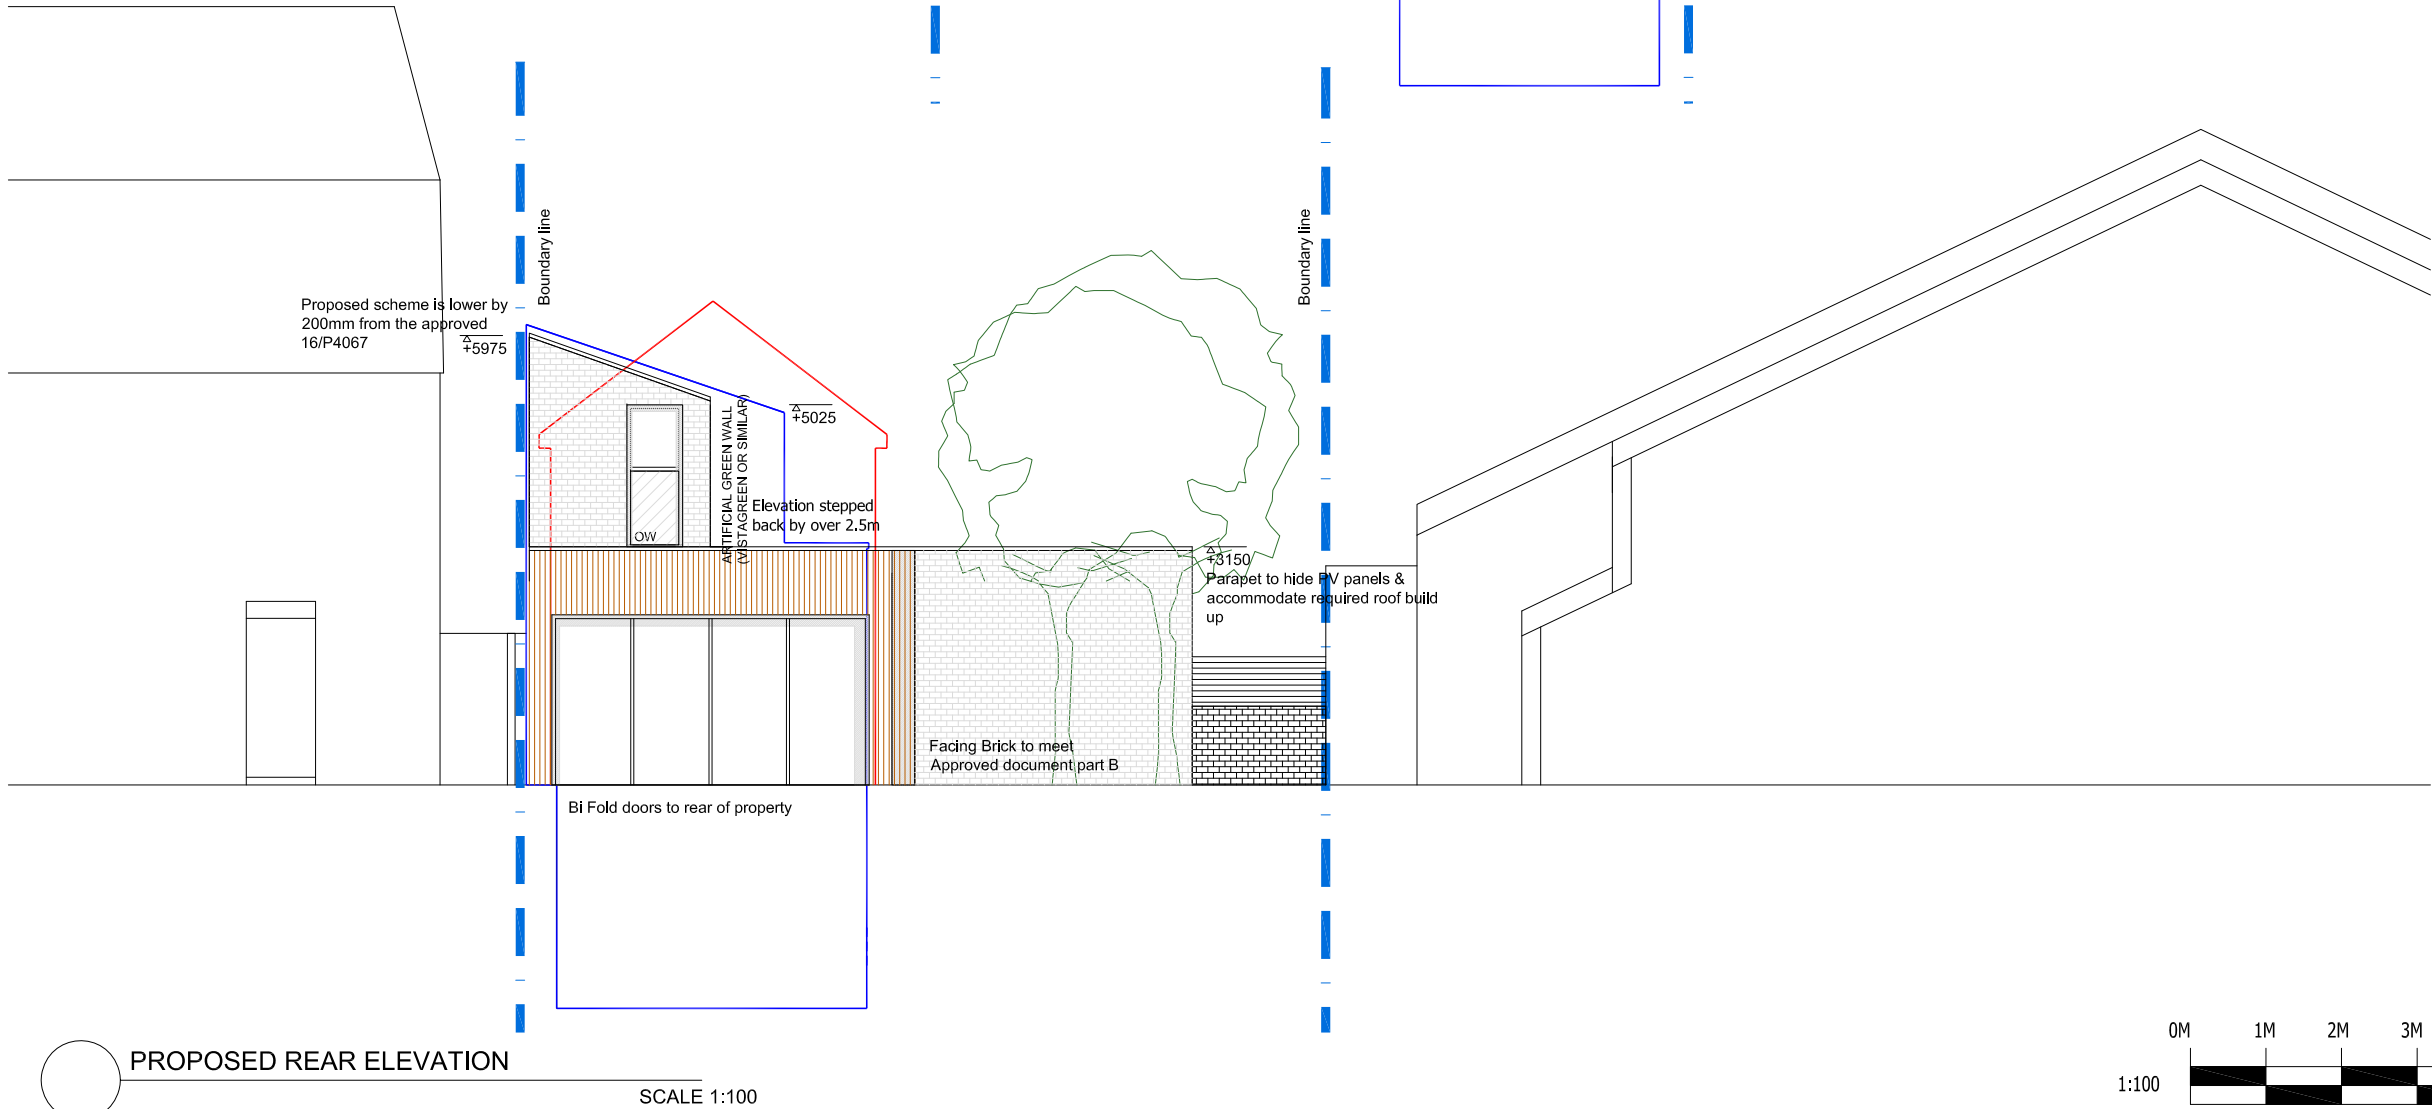 Boundary line
Boundary line
Proposed scheme is lower by
200mm from the approved
16/P4067
+5975
+5025
ARTIFICIAL GREEN WALL
(VISTAGREEN OR SIMILAR)
Elevation stepped
back by over 2.5m
OW
+3150
Parapet to hide PV panels &
accommodate required roof build
up
Facing Brick to meet
Approved document part B
Bi Fold doors to rear of property
PROPOSED REAR ELEVATION
SCALE 1:100
0M 1M 2M 3M
1:100